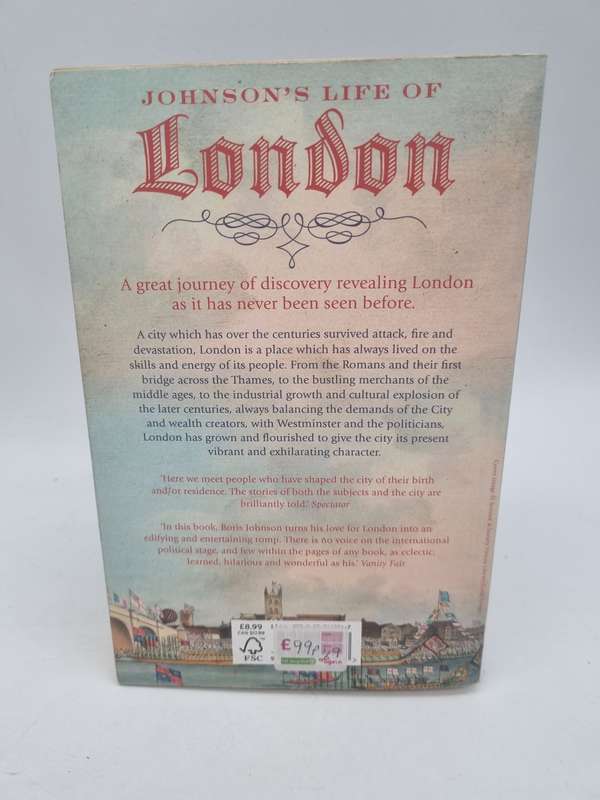 JOHNSON'S LIFE OF
London
A great journey of discovery revealing London
as it has never been seen before.
A city which has over the centuries survived attack, fire and
devastation, London is a place which has always lived on the
skills and energy of its people. From the Romans and their first
bridge across the Thames, to the bustling merchants of the
middle ages, to the industrial growth and cultural explosion of
the later centuries, always balancing the demands of the City
and wealth creators, with Westminster and the politicians,
London has grown and flourished to give the city its present
vibrant and exhilarating character.
'Here we meet people who have shaped the city of their birth
and/or residence. The stories of both the subjects and the city are
brilliantly told.' Spectator
'In this book, Boris Johnson turns his love for London into an
edifying and entertaining romp. There is no voice on the international
political stage, and few within the pages of any book, as eclectic,
learned, hilarious and wonderful as his.' Vanity Fair
£8.99
FSC
£99p